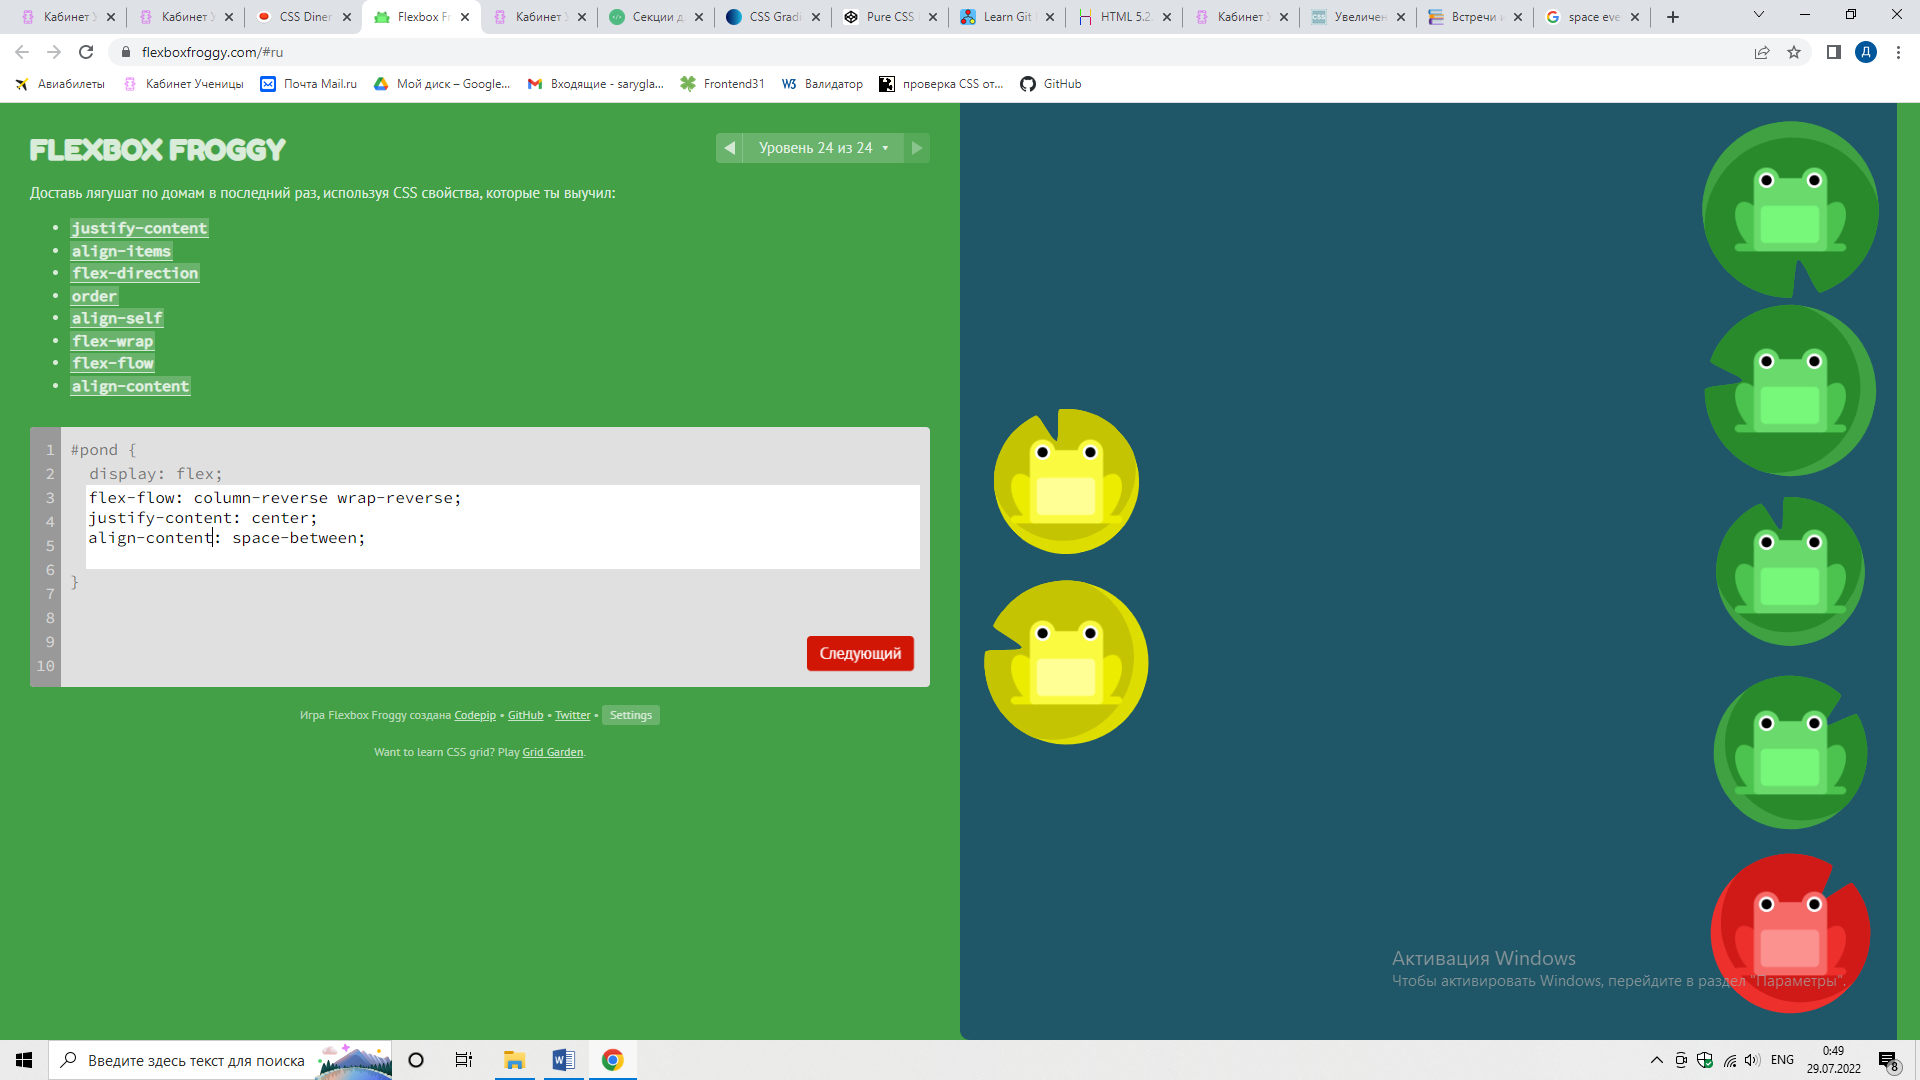 Кабинет У
Кабинет У
CSS Diner
Flexbox Fr
Кабинет У
Секции д
CSS Gradi
Pure CSS
Learn Git
HTML 5.2
Кабинет У
Увеличен
Встречи и
space eve
flexboxfroggy.com/#ru
Д
Авиабилеты
Кабинет Ученицы
Почта Mail.ru
Мой диск – Google...
Входящие - sarygla...
Frontend31
Валидатор
проверка CSS от...
GitHub
FLEXBOX FROGGY
Уровень 24 из 24
Доставь лягушат по домам в последний раз, используя CSS свойства, которые ты выучил:
• justify-content
• align-items
• flex-direction
• order
• align-self
• flex-wrap
• flex-flow
• align-content
1 #pond {
2 display: flex;
3 flex-flow: column-reverse wrap-reverse;
4 justify-content: center;
5 align-content: space-between;
6
7 }
8
9
10
Следующий
Игра Flexbox Froggy создана Codepip • GitHub • Twitter • Settings
Want to learn CSS grid? Play Grid Garden.
Активация Windows
Чтобы активировать Windows, перейдите в раздел "Параметры".
Введите здесь текст для поиска
ENG
0:49
29.07.2022
8